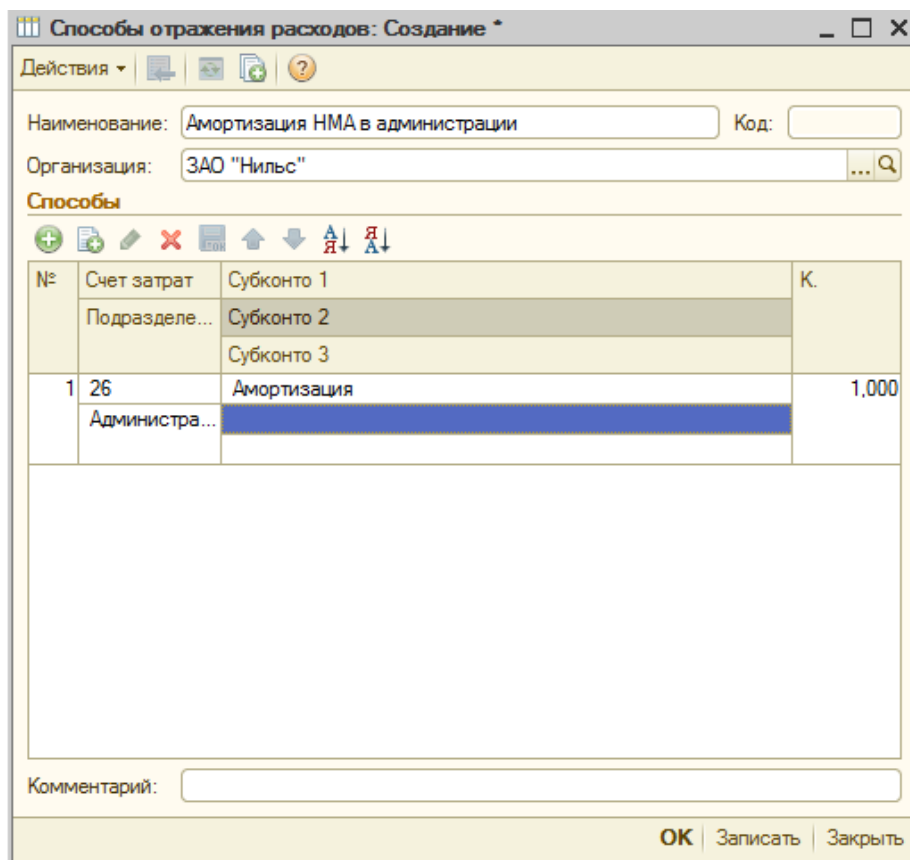 Способы отражения расходов: Создание *
Действия
Наименование: Амортизация НМА в администрации Код:
Организация: ЗАО "Нильс" ...
Способы
№ Счет затрат Субконто 1 К.
Подразделе... Субконто 2
Субконто 3
1 26 Амортизация 1,000
Администра...
Комментарий:
OK Записать Закрыть